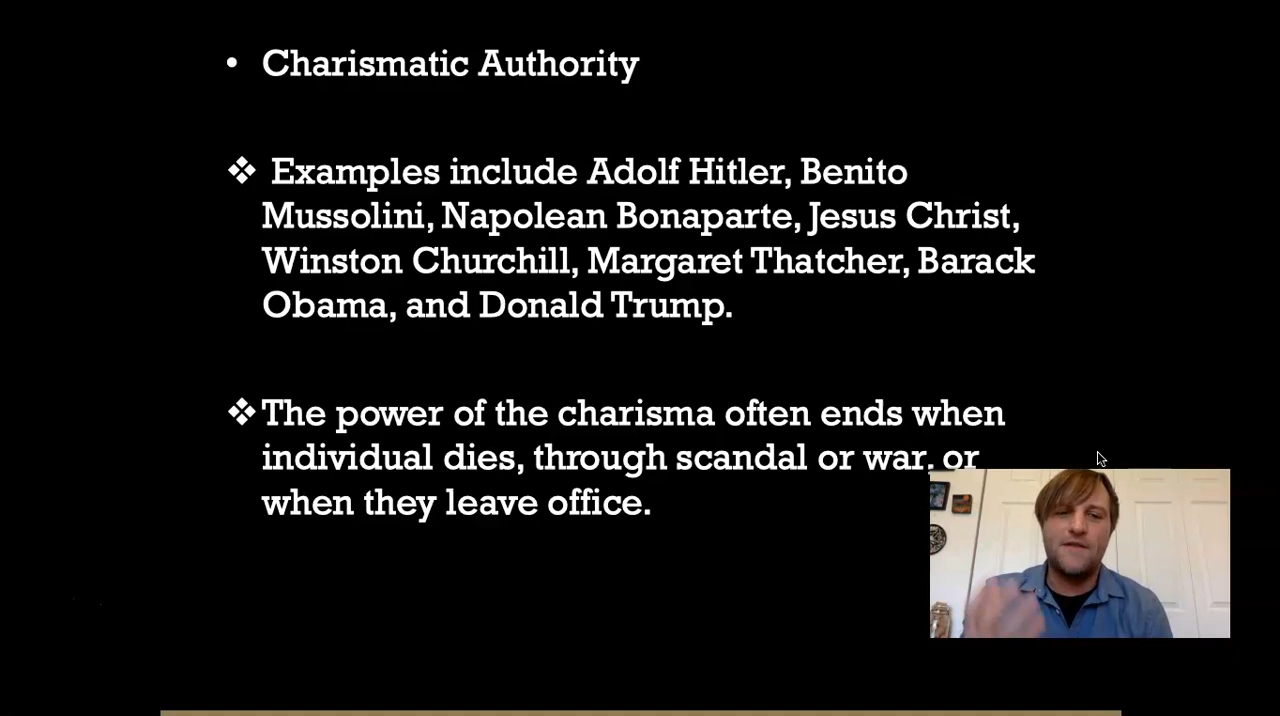 • Charismatic Authority
❖ Examples include Adolf Hitler, Benito
Mussolini, Napolean Bonaparte, Jesus Christ,
Winston Churchill, Margaret Thatcher, Barack
Obama, and Donald Trump.
❖ The power of the charisma often ends when
individual dies, through scandal or war, or
when they leave office.